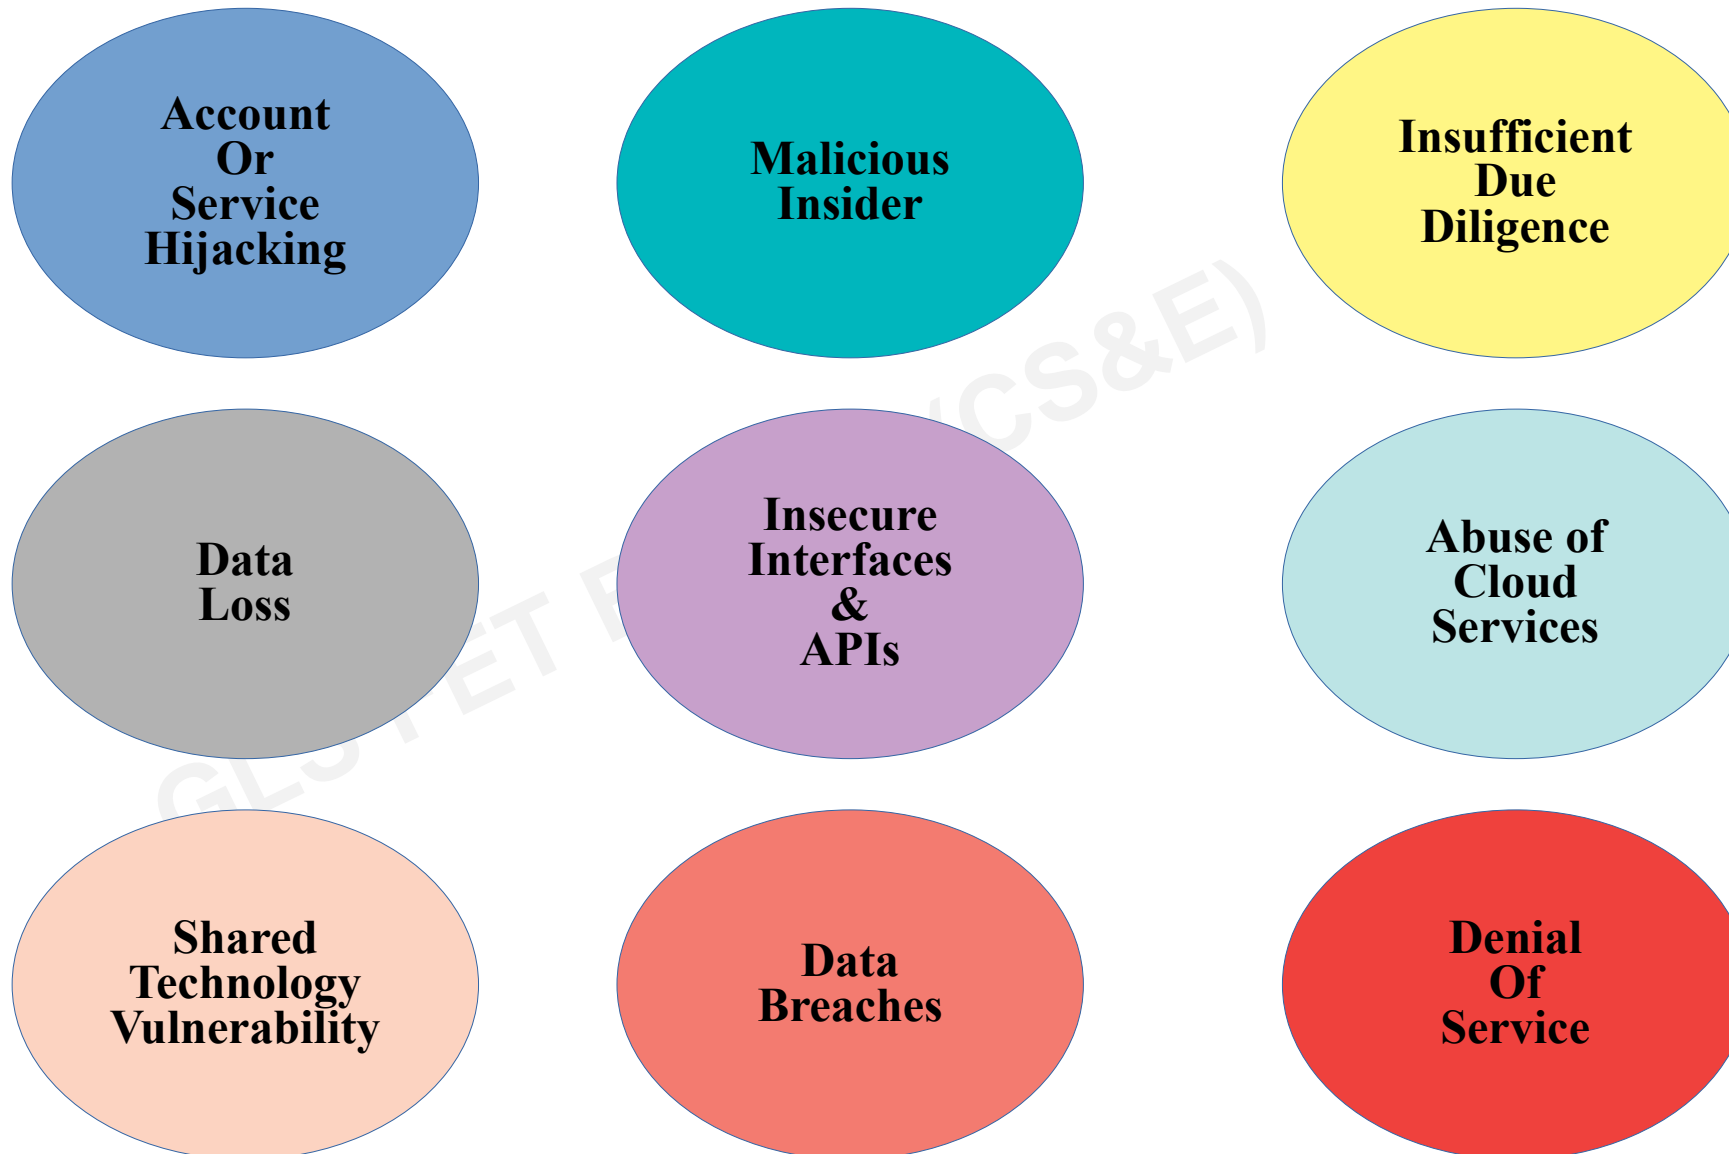 Account
Or
Service
Hijacking
Malicious
Insider
Insufficient
Due
Diligence
Data
Loss
Insecure
Interfaces
&
APIs
Abuse of
Cloud
Services
Shared
Technology
Vulnerability
Data
Breaches
Denial
Of
Service
(CS&E)